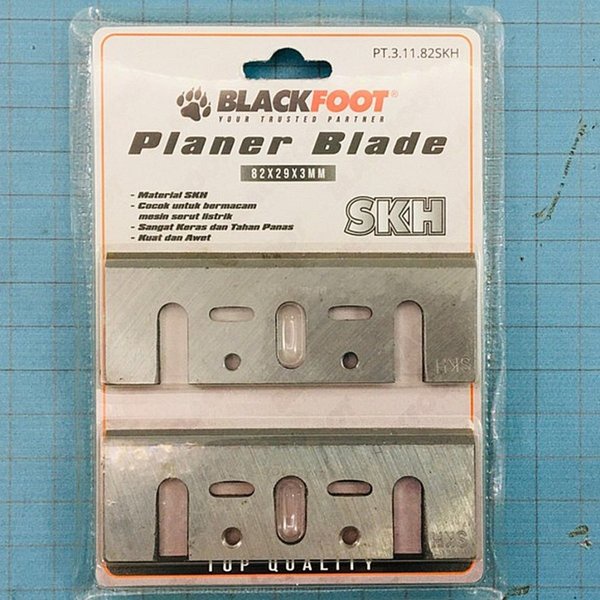 PT.3.11.82SKH
BLACKFOOT®
YOUR TRUSTED PARTNER
Planer Blade
82X29X3MM
- Material SKH
- Cocok untuk bermacam
mesin serut listrik
- Sangat Keras dan Tahan Panas
- Kuat dan Awet
SKH
SKH
SKH
TOP QUALITY